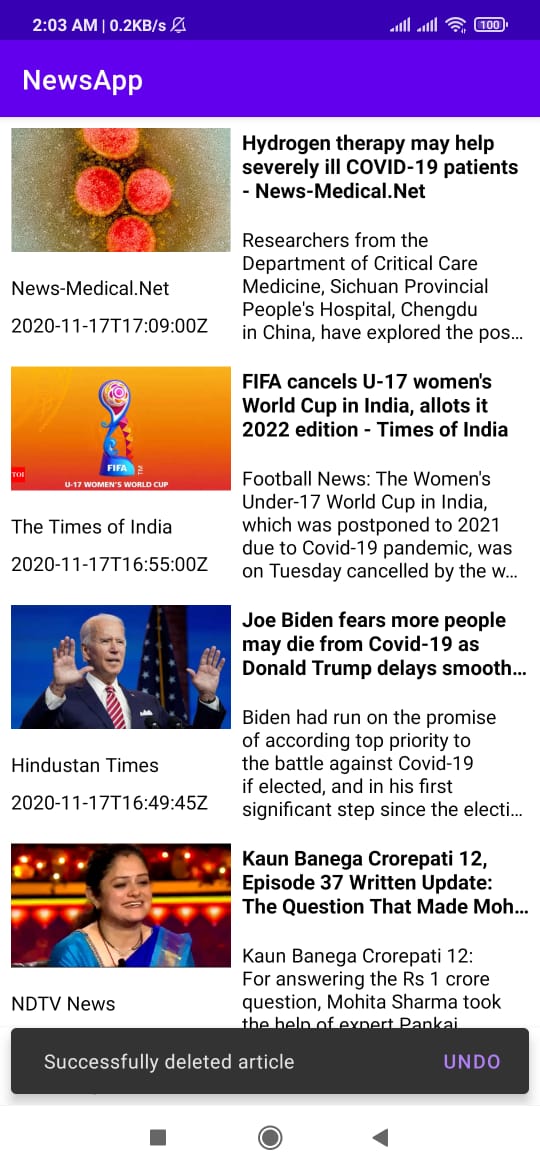 2:03 AM | 0.2KB/s
100
NewsApp
Hydrogen therapy may help
severely ill COVID-19 patients
- News-Medical.Net
Researchers from the
Department of Critical Care
Medicine, Sichuan Provincial
People's Hospital, Chengdu
in China, have explored the pos…
News-Medical.Net
2020-11-17T17:09:00Z
FIFA
TM
TOI
U-17 WOMEN'S WORLD CUP
FIFA cancels U-17 women's
World Cup in India, allots it
2022 edition - Times of India
Football News: The Women's
Under-17 World Cup in India,
which was postponed to 2021
due to Covid-19 pandemic, was
on Tuesday cancelled by the w…
The Times of India
2020-11-17T16:55:00Z
Joe Biden fears more people
may die from Covid-19 as
Donald Trump delays smooth…
Biden had run on the promise
of according top priority to
the battle against Covid-19
if elected, and in his first
significant step since the electi…
Hindustan Times
2020-11-17T16:49:45Z
Kaun Banega Crorepati 12,
Episode 37 Written Update:
The Question That Made Moh…
Kaun Banega Crorepati 12:
For answering the Rs 1 crore
question, Mohita Sharma took
the help of expert Pankaj
NDTV News
Successfully deleted article
UNDO